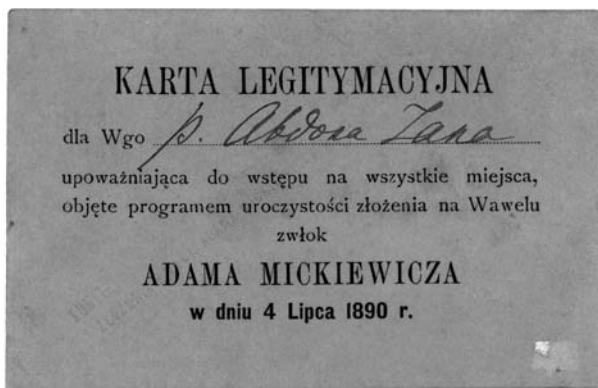 KARTA LEGITYMACYJNA
dla Wgo p. Abdona Zana
upoważniająca do wstępu na wszystkie miejsca,
objęte programem uroczystości złożenia na Wawelu
zwłok
ADAMA MICKIEWICZA
w dniu 4 Lipca 1890 r.